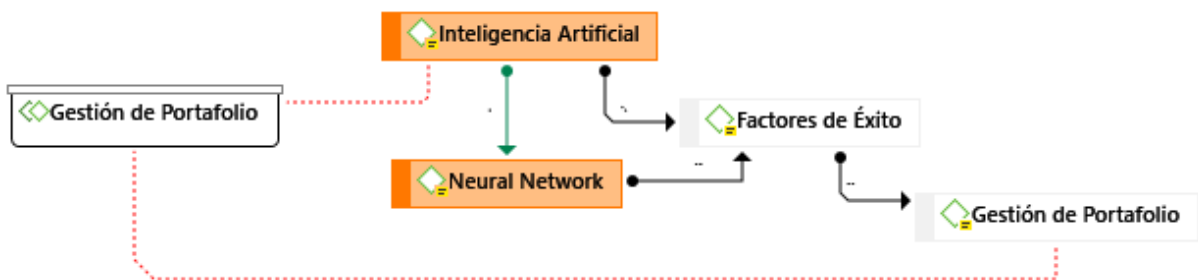 Inteligencia Artificial
Gestión de Portafolio
Factores de Éxito
Neural Network
Gestión de Portafolio